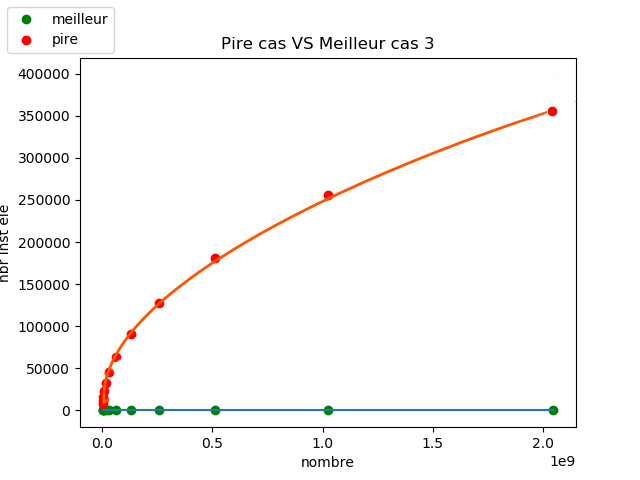 meilleur
pire
Pire cas VS Meilleur cas 3
400000
350000
300000
250000
200000
150000
100000
50000
0
nbr inst ele
0.0 0.5 1.0 1.5 2.0
1e9
nombre